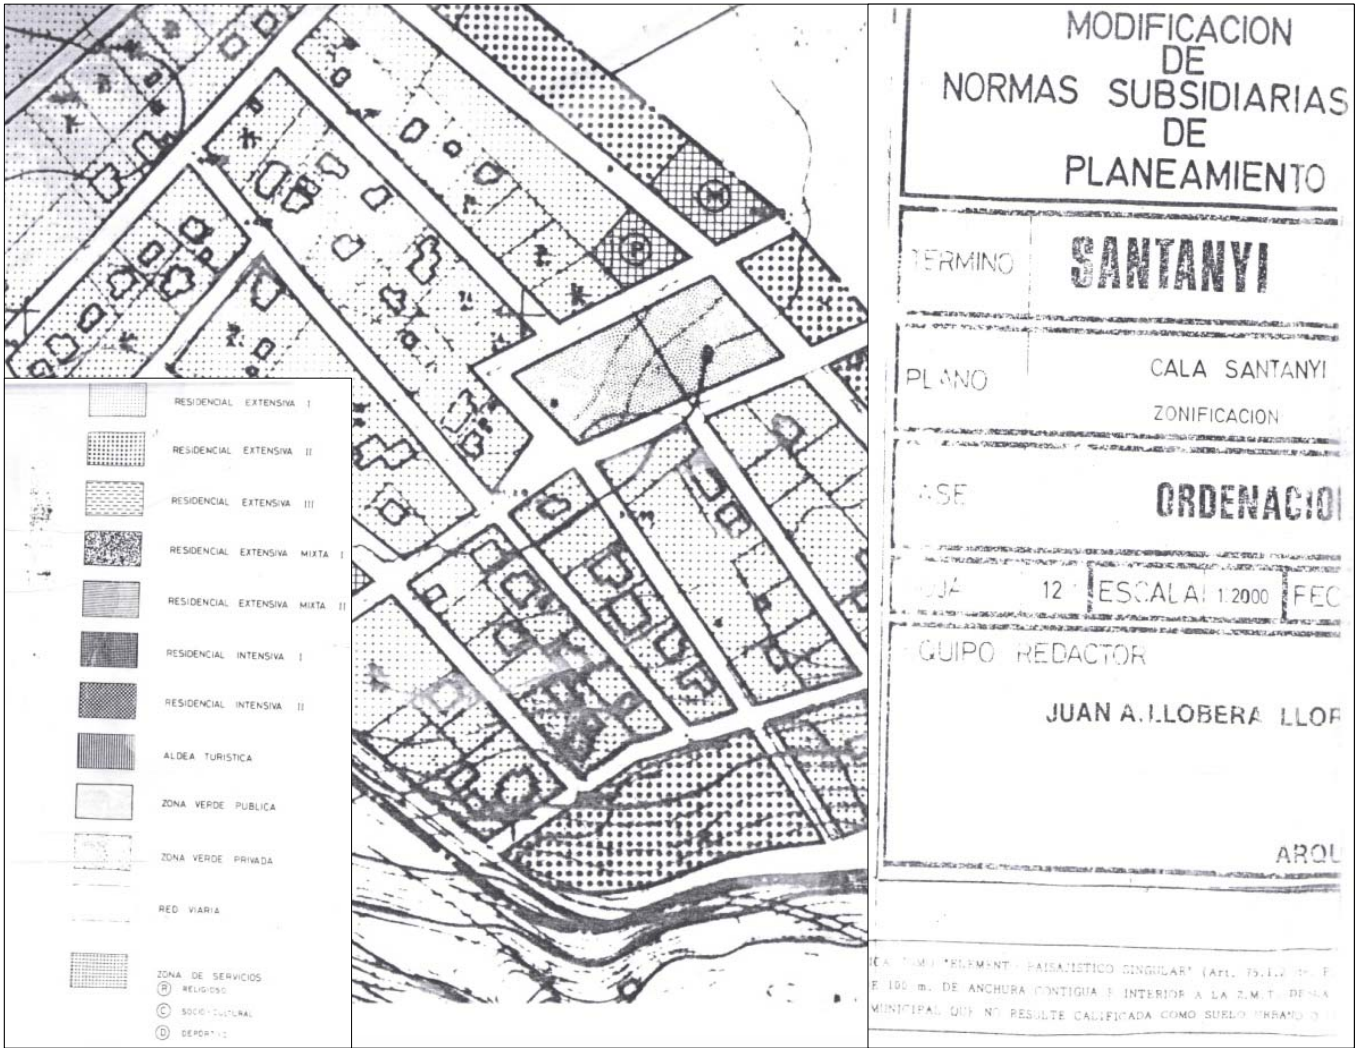 MODIFICACION
DE
NORMAS SUBSIDIARIAS
DE
PLANEAMIENTO
TERMINO
SANTANYI
PLANO
CALA SANTANYI
ZONIFICACION
ASE
ORDENACIO
12
ESCALA
1:2000
FEC
QUIPO REDACTOR
JUAN A. LLOBERA LLOR
ARQU
"ELEMENTO PAISAJISTICO SINGULAR" (Art.
100 m. DE ANCHURA CONTIGUA E INTERIOR A LA Z.M.T.
MUNICIPAL QUE NO RESULTE CALIFICADA COMO SUELO URBANO
RESIDENCIAL EXTENSIVA I
RESIDENCIAL EXTENSIVA II
RESIDENCIAL EXTENSIVA III
RESIDENCIAL EXTENSIVA MIXTA I
RESIDENCIAL EXTENSIVA MIXTA II
RESIDENCIAL INTENSIVA I
RESIDENCIAL INTENSIVA II
ALDEA TURISTICA
ZONA VERDE PUBLICA
ZONA VERDE PRIVADA
RED VIARIA
ZONA DE SERVICIOS
R RELIGIOSO
C SOCIO-CULTURAL
D DEPORTIVO